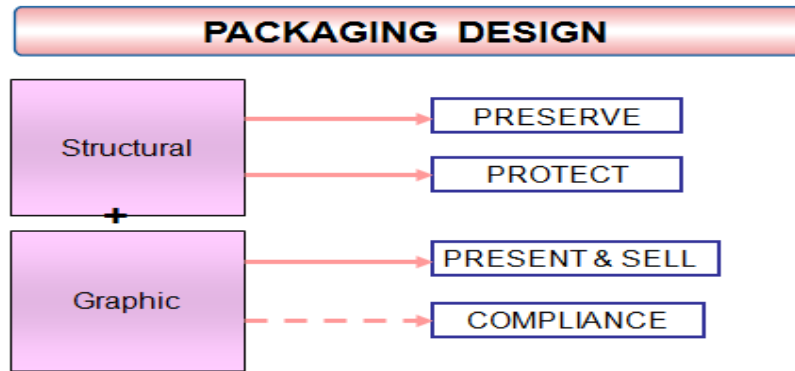 PACKAGING DESIGN
Structural
PRESERVE
PROTECT
+
Graphic
PRESENT & SELL
COMPLIANCE